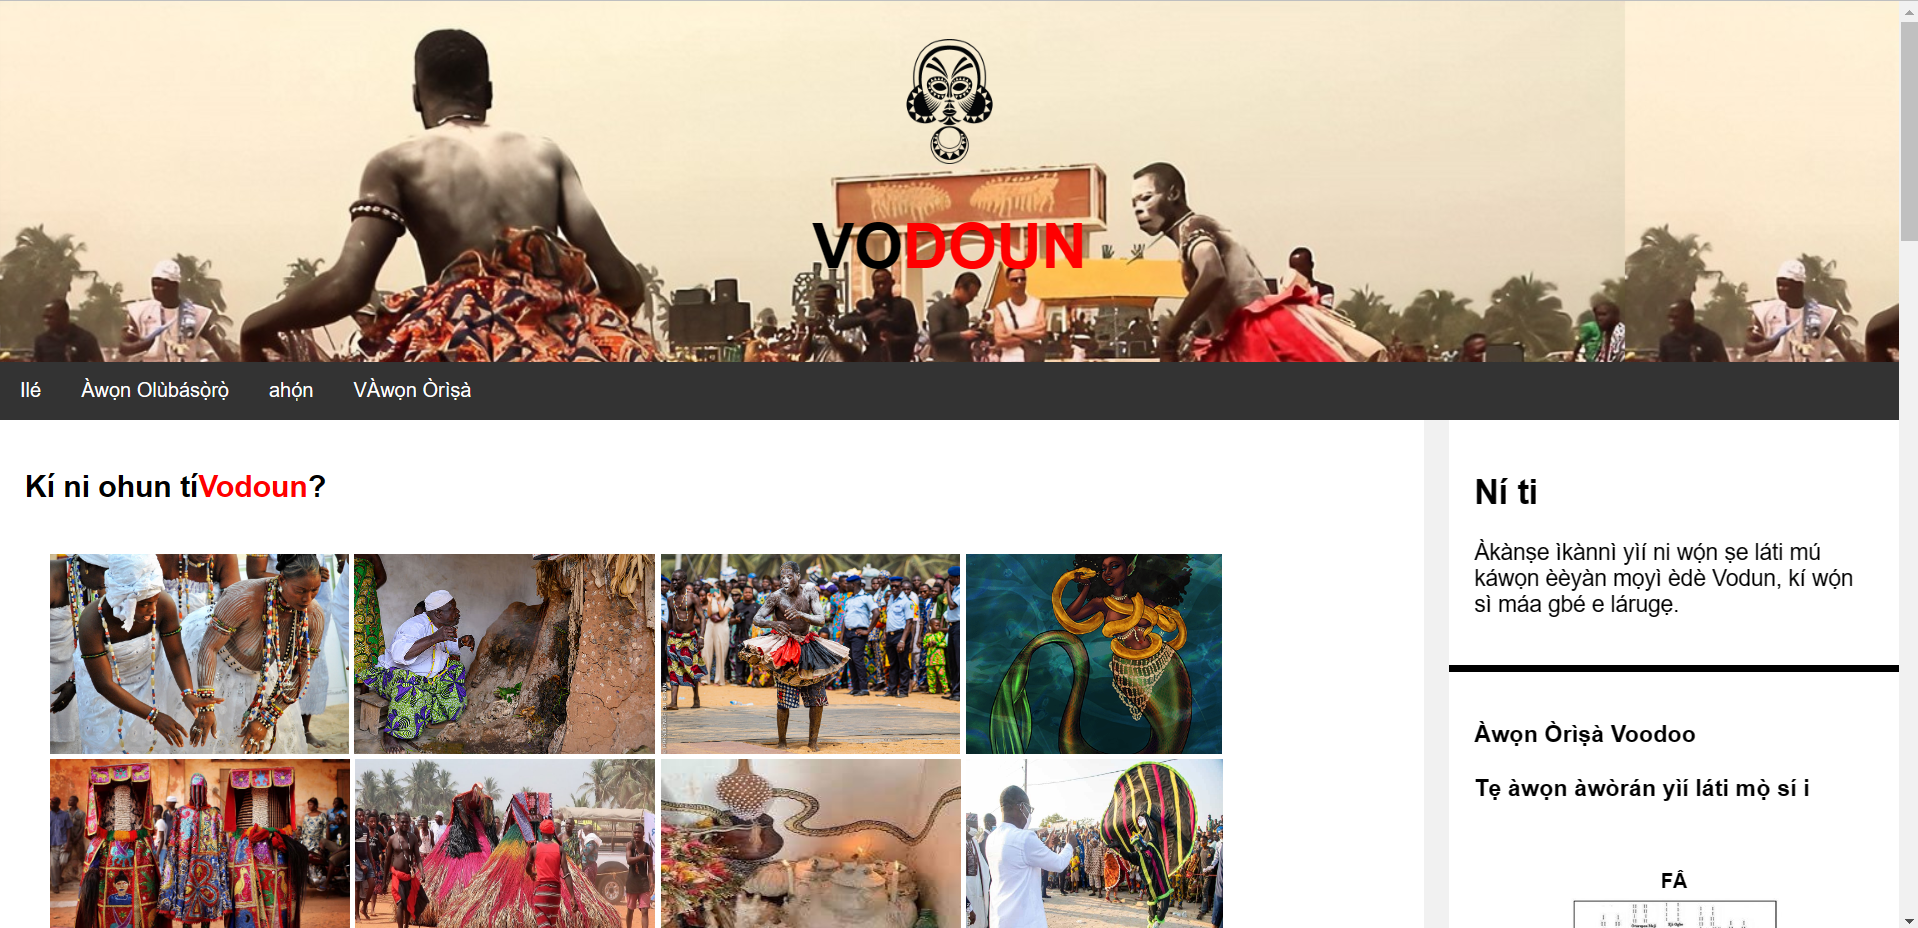 VODOUN
Ilé
Àwọn Olùbásọ̀rọ̀
ahọ́n
VÀwọn Òrìṣà
Kí ni ohun tíVodoun?
Ní ti
Àkànṣe ìkànnì yìí ni wọ́n ṣe láti mú
káwọn èèyàn mọyì èdè Vodun, kí wọ́n
sì máa gbé e lárugẹ.
Àwọn Òrìṣà Voodoo
Tẹ àwọn àwòrán yìí láti mọ̀ sí i
FÂ